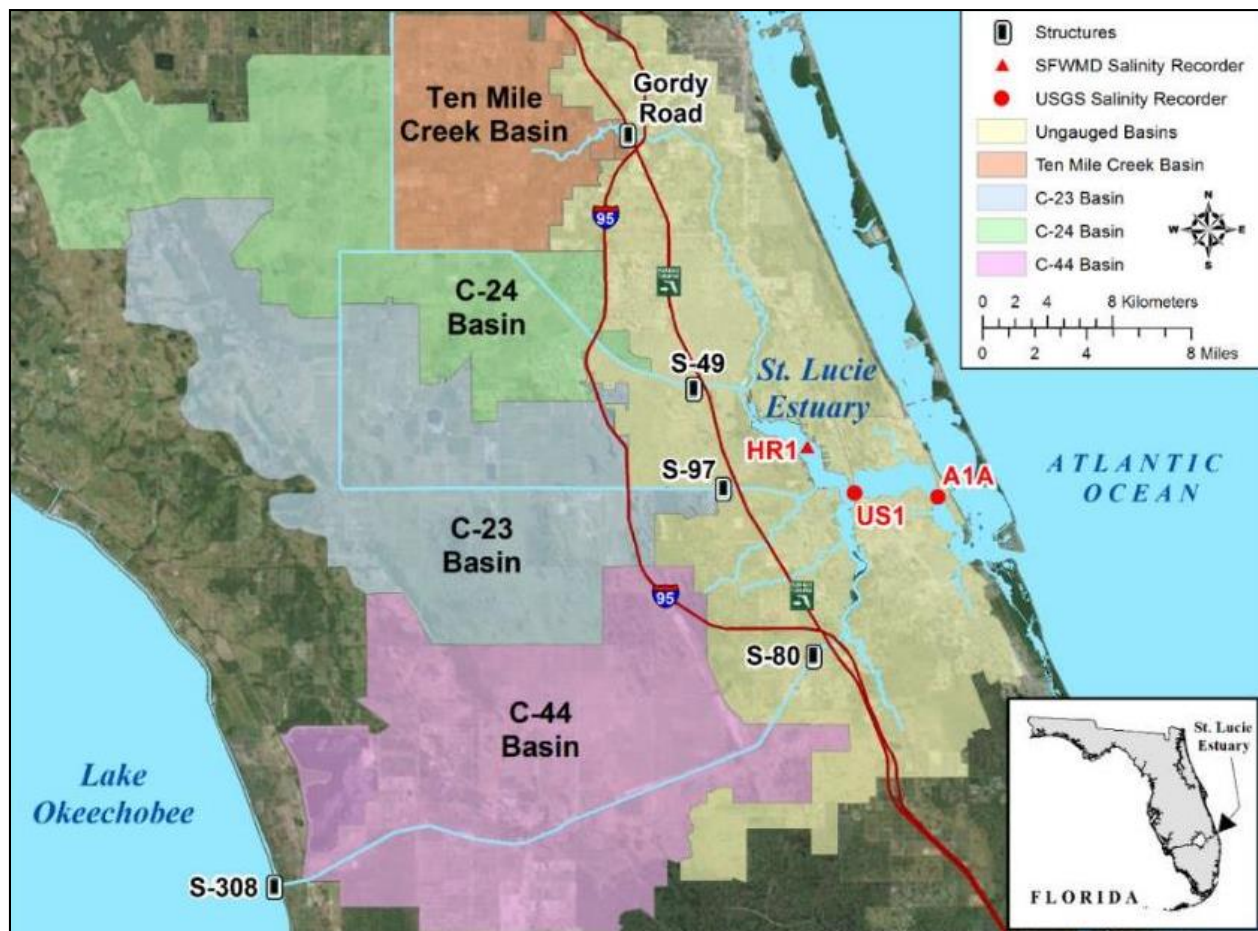 Structures
SFWMD Salinity Recorder
USGS Salinity Recorder
Ungauged Basins
Ten Mile Creek Basin
C-23 Basin
C-24 Basin
C-44 Basin
N
W
E
S
0 2 4 8 Kilometers
0 2 4 8 Miles
Gordy
Road
Ten Mile
Creek Basin
95
C-24
Basin
S-49
St. Lucie
Estuary
HR1
S-97
A1A
US1
ATLANTIC
OCEAN
C-23
Basin
95
S-80
C-44
Basin
Lake
Okeechobee
S-308
St. Lucie
Estuary
FLORIDA